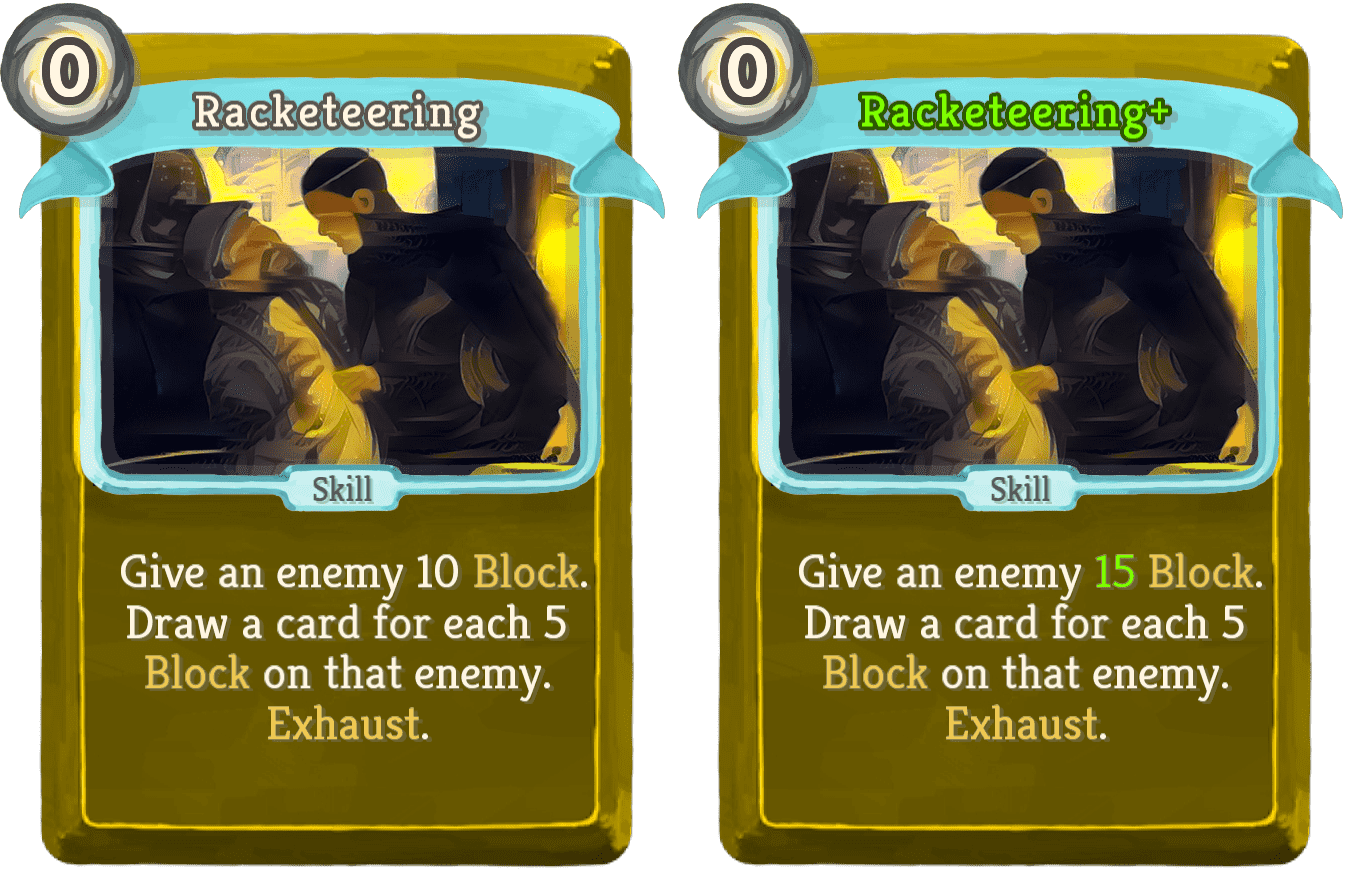 0
Racketeering
Skill
Give an enemy 10 Block.
Draw a card for each 5
Block on that enemy.
Exhaust.
0
Racketeering+
Skill
Give an enemy 15 Block.
Draw a card for each 5
Block on that enemy.
Exhaust.